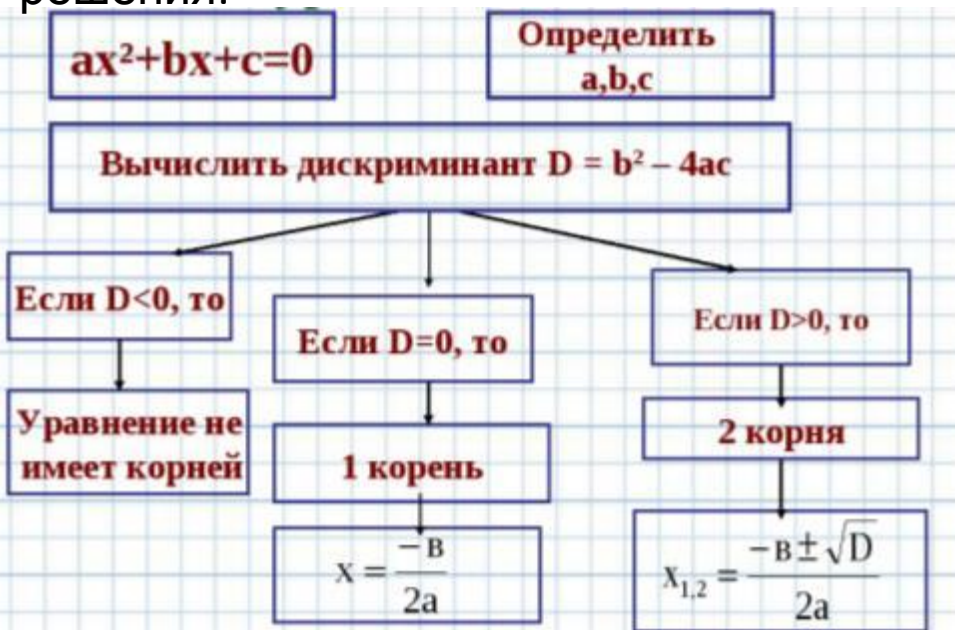 решения.
ax²+bx+c=0
Определить
a,b,c
Вычислить дискриминант D = b² – 4ac
Если D<0, то
Уравнение не
имеет корней
Если D=0, то
1 корень
x = −в / 2a
Если D>0, то
2 корня
x₁,₂ = −в ± √D / 2a